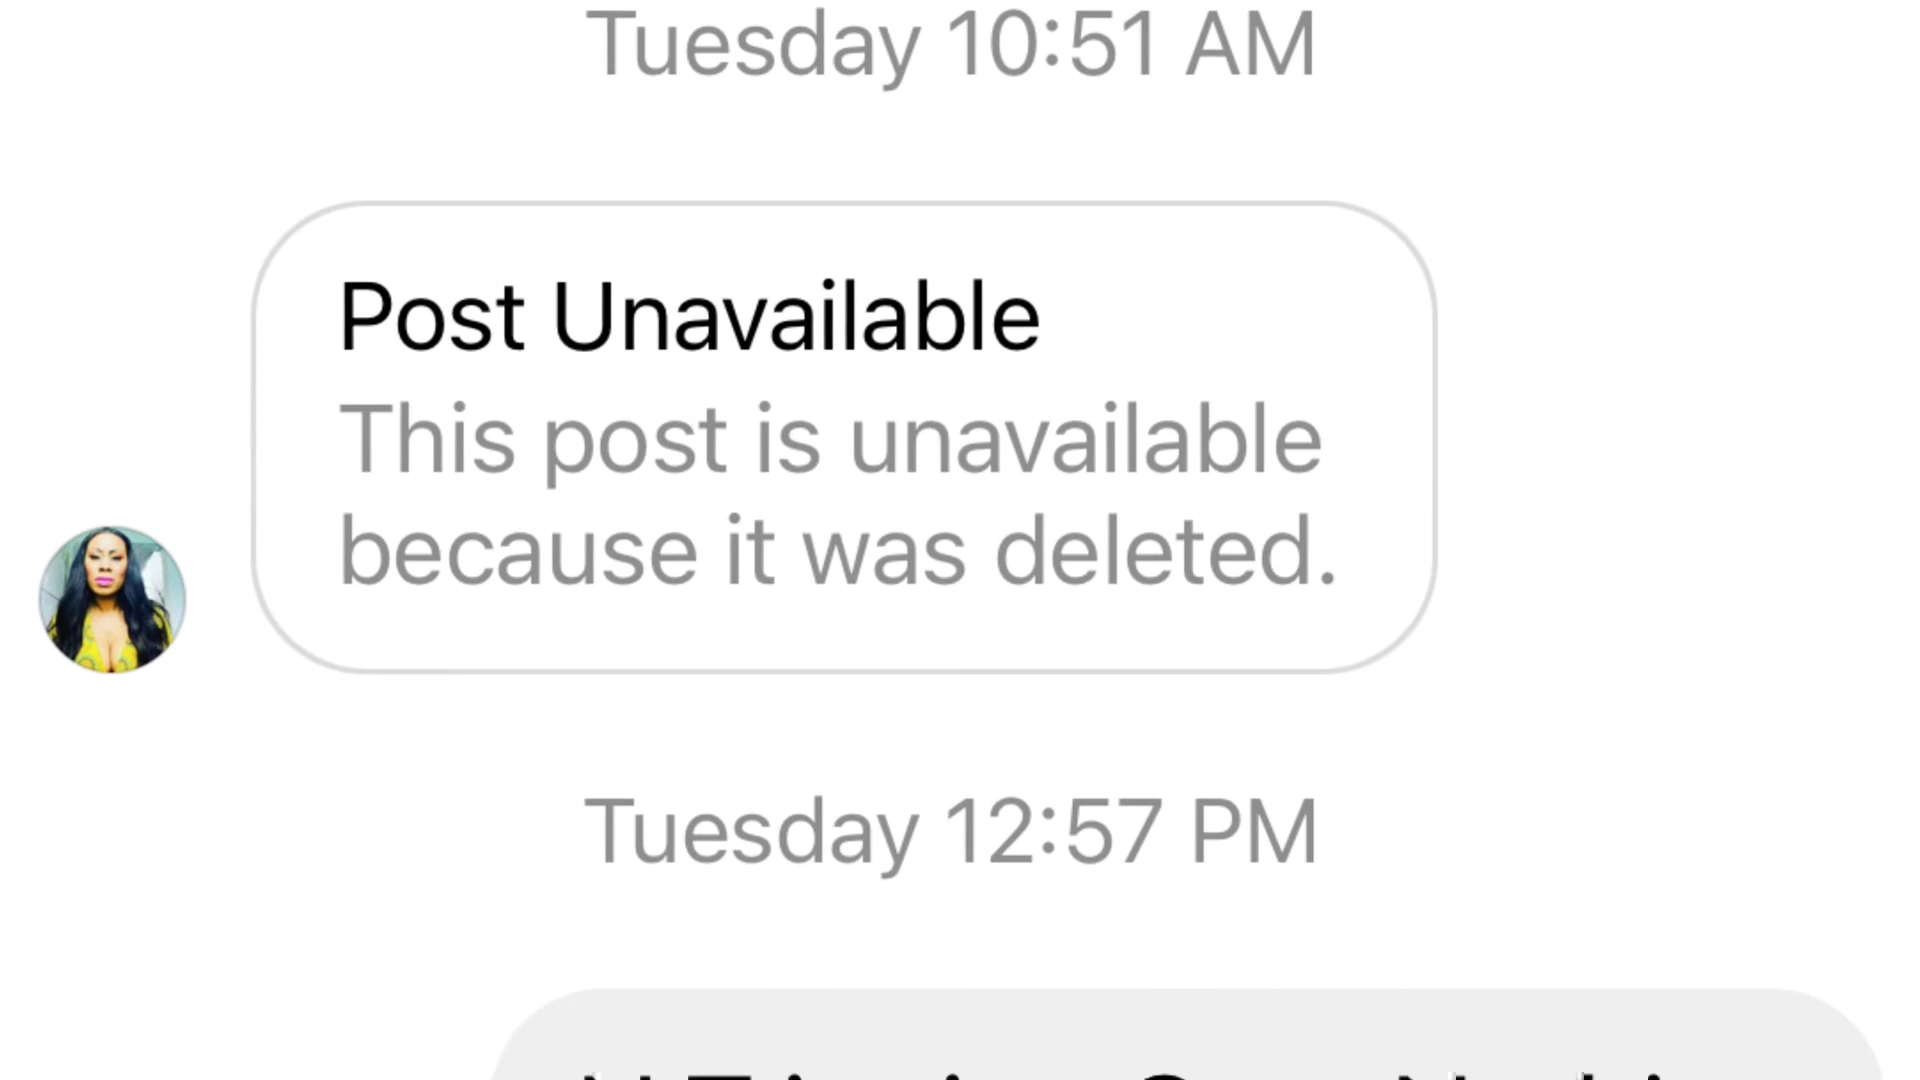 Tuesday 10:51 AM
Post Unavailable
This post is unavailable
because it was deleted.
Tuesday 12:57 PM